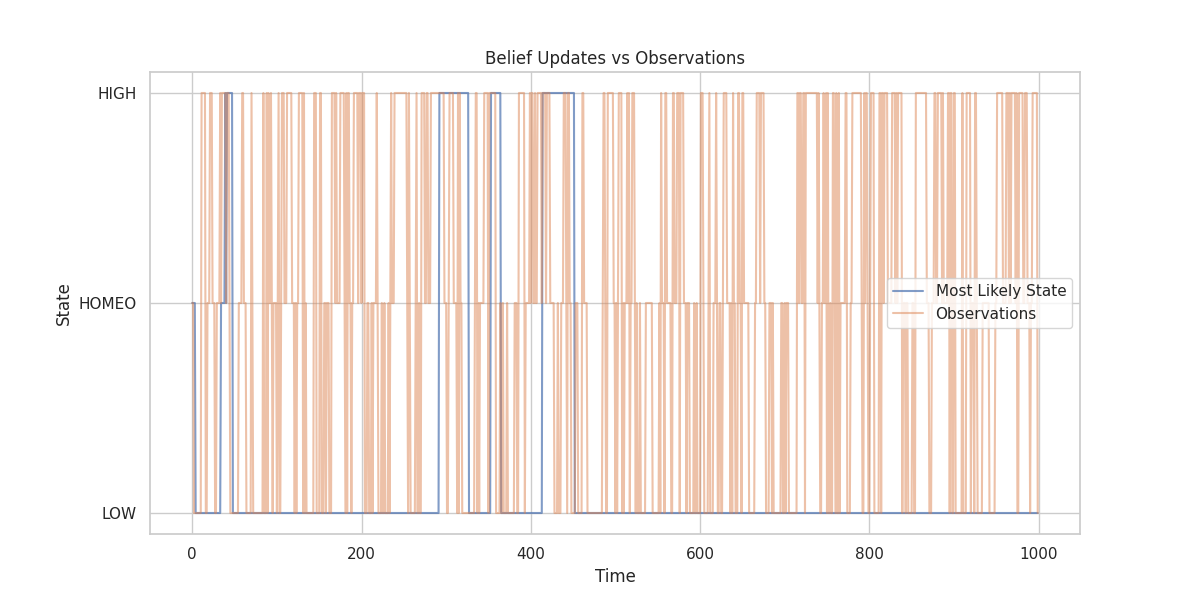 Belief Updates vs Observations
HIGH
HOMEO
LOW
State
Most Likely State
Observations
0
200
400
600
800
1000
Time